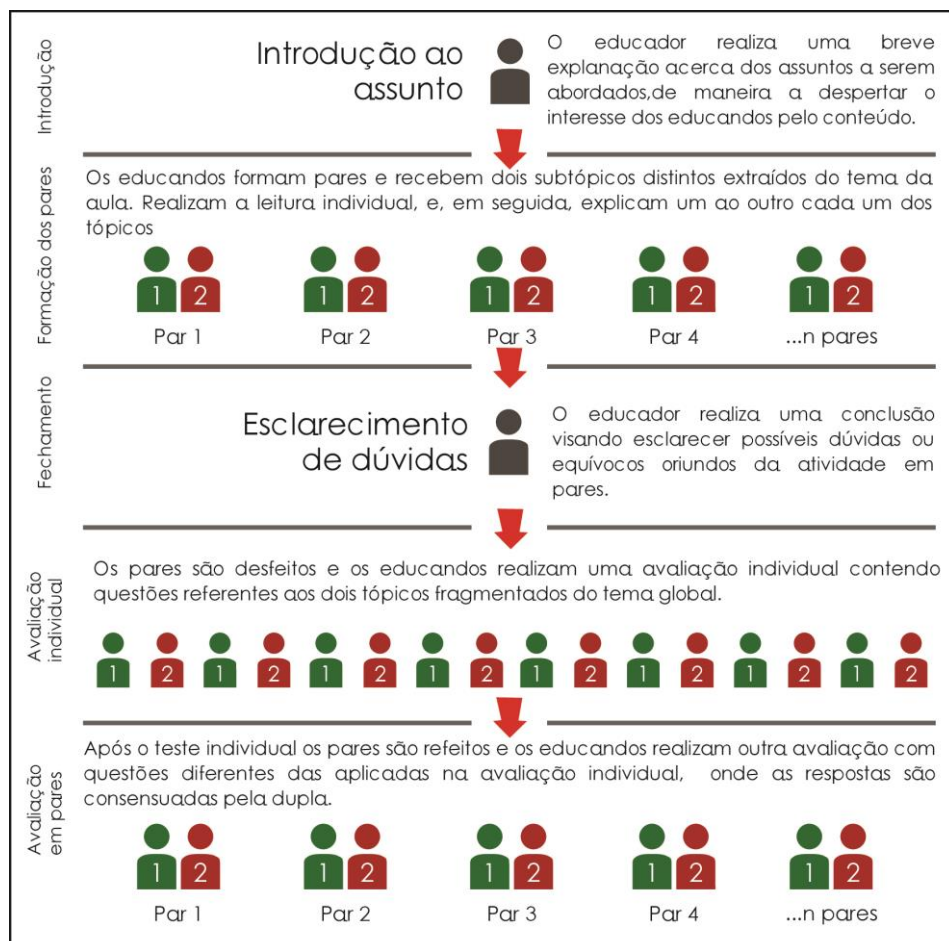 Introdução
Introdução ao
assunto
O educador realiza uma breve
explanação acerca dos assuntos a serem
abordados,de maneira a despertar o
interesse dos educandos pelo conteúdo.
Formação dos pares
Os educandos formam pares e recebem dois subtópicos distintos extraídos do tema da
aula. Realizam a leitura individual, e, em seguida, explicam um ao outro cada um dos
tópicos
1 2 1 2 1 2 1 2 1 2
Par 1 Par 2 Par 3 Par 4 ...n pares
Fechamento
Esclarecimento
de dúvidas
O educador realiza uma conclusão
visando esclarecer possíveis dúvidas ou
equívocos oriundos da atividade em
pares.
Avaliação
individual
Os pares são desfeitos e os educandos realizam uma avaliação individual contendo
questões referentes aos dois tópicos fragmentados do tema global.
1 2 1 2 1 2 1 2 1 2 1 2 1 2 1 2
Avaliação
em pares
Após o teste individual os pares são refeitos e os educandos realizam outra avaliação com
questões diferentes das aplicadas na avaliação individual, onde as respostas são
consensuadas pela dupla.
1 2 1 2 1 2 1 2 1 2
Par 1 Par 2 Par 3 Par 4 ...n pares